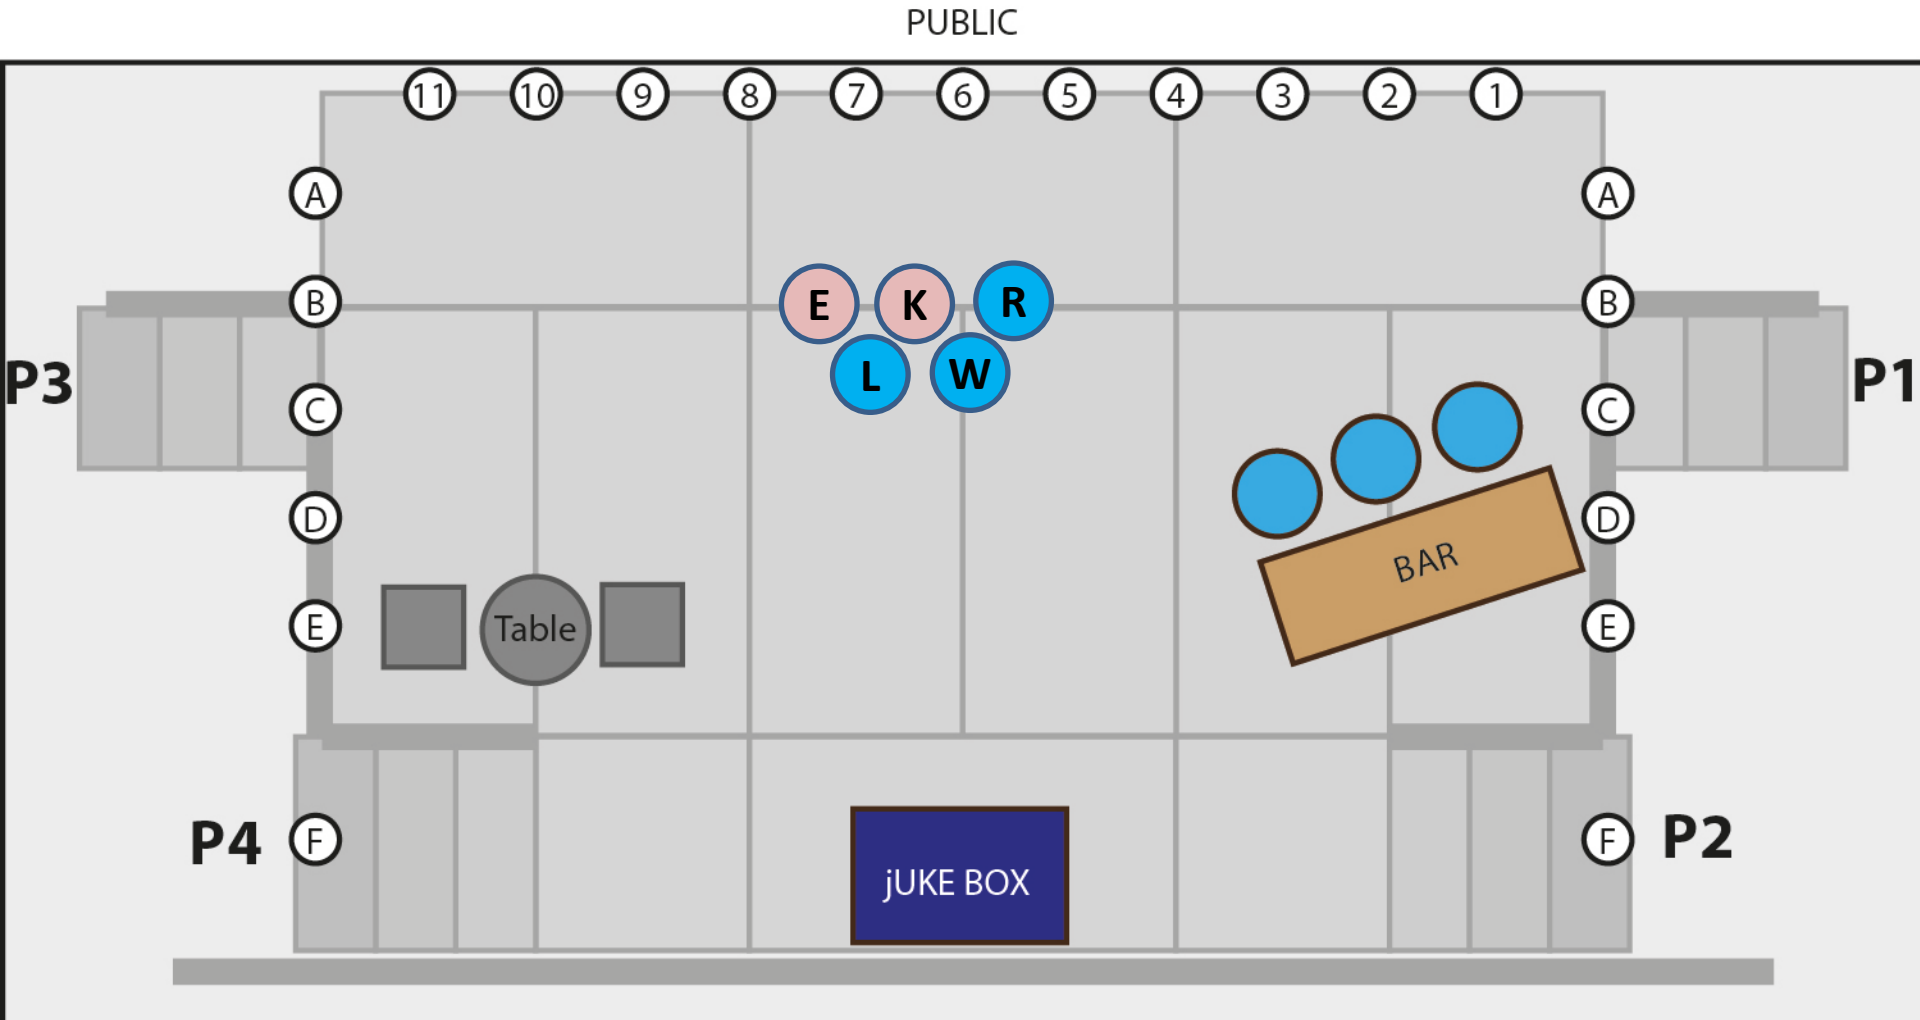 PUBLIC
11 10 9 8 7 6 5 4 3 2 1
A A
B E K R B
P3 L W P1
C C
D D
BAR
E Table E
P4 F F P2
jUKE BOX